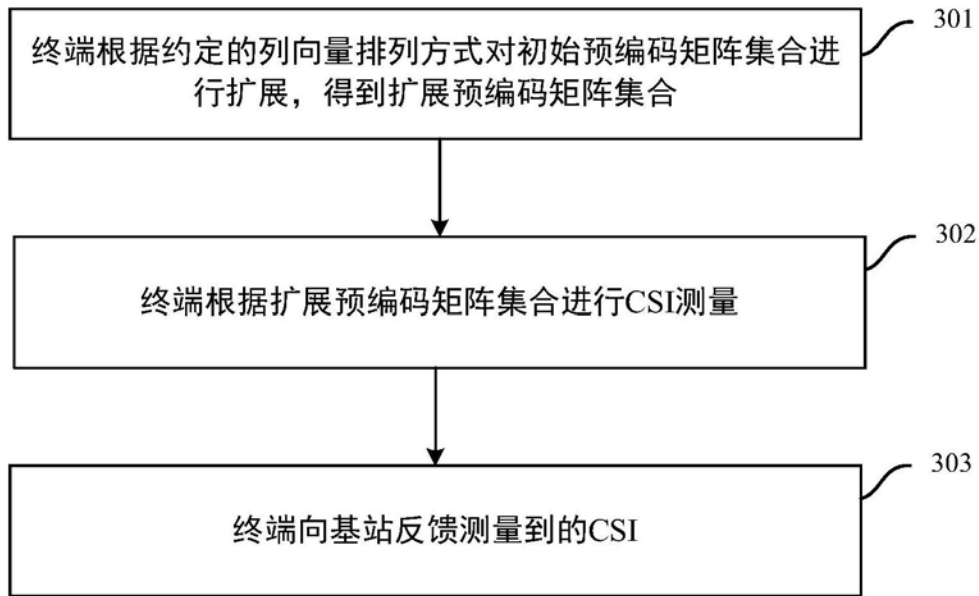 301
终端根据约定的列向量排列方式对初始预编码矩阵集合进
行扩展，得到扩展预编码矩阵集合
302
终端根据扩展预编码矩阵集合进行CSI测量
303
终端向基站反馈测量到的CSI